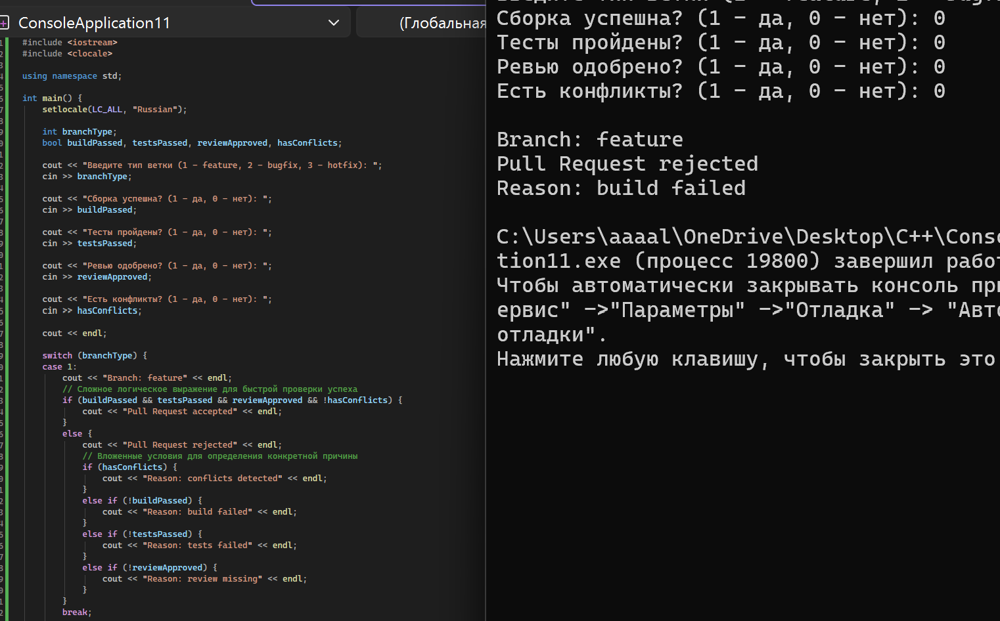 ConsoleApplication11
(Глобальная
#include <iostream>
#include <clocale>
using namespace std;
int main() {
setlocale(LC_ALL, "Russian");
int branchType;
bool buildPassed, testsPassed, reviewApproved, hasConflicts;
cout << "Введите тип ветки (1 - feature, 2 - bugfix, 3 - hotfix): ";
cin >> branchType;
cout << "Сборка успешна? (1 - да, 0 - нет): ";
cin >> buildPassed;
cout << "Тесты пройдены? (1 - да, 0 - нет): ";
cin >> testsPassed;
cout << "Ревью одобрено? (1 - да, 0 - нет): ";
cin >> reviewApproved;
cout << "Есть конфликты? (1 - да, 0 - нет): ";
cin >> hasConflicts;
cout << endl;
switch (branchType) {
case 1:
cout << "Branch: feature" << endl;
// Сложное логическое выражение для быстрой проверки успеха
if (buildPassed && testsPassed && reviewApproved && !hasConflicts) {
cout << "Pull Request accepted" << endl;
}
else {
cout << "Pull Request rejected" << endl;
// Вложенные условия для определения конкретной причины
if (hasConflicts) {
cout << "Reason: conflicts detected" << endl;
}
else if (!buildPassed) {
cout << "Reason: build failed" << endl;
}
else if (!testsPassed) {
cout << "Reason: tests failed" << endl;
}
else if (!reviewApproved) {
cout << "Reason: review missing" << endl;
}
}
break;
Сборка успешна? (1 - да, 0 - нет): 0
Тесты пройдены? (1 - да, 0 - нет): 0
Ревью одобрено? (1 - да, 0 - нет): 0
Есть конфликты? (1 - да, 0 - нет): 0
Branch: feature
Pull Request rejected
Reason: build failed
C:\Users\aaaal\OneDrive\Desktop\C++\Conso
tion11.exe (процесс 19800) завершил работ
Чтобы автоматически закрывать консоль при
ервис" ->"Параметры" ->"Отладка" -> "Авто
отладки".
Нажмите любую клавишу, чтобы закрыть это